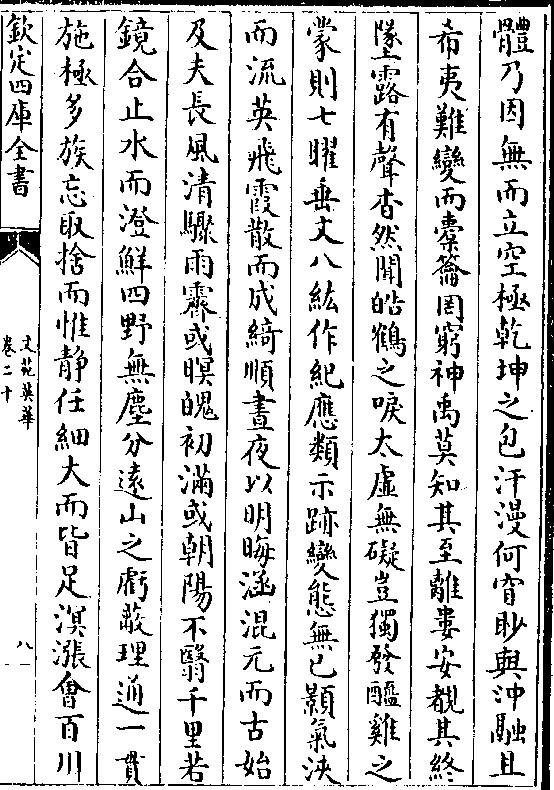 體乃因無而立空極乾坤之包汗漫何窅眇與沖融且
希夷難變而橐籥罔窮神禹莫知其至離婁安覩其終
墜露有聲杳然聞皓鶴之唳太虛無礙豈獨發醯雞之
蒙則七曜垂文八紘作紀應類示跡變態無已顥氣浹
而流英飛霞散而成綺順晝夜以明晦涵混元而古始
及夫長風清驟雨霽或暝魄初滿或朝陽不翳千里若
鏡合止水而澄鮮四野無塵分遠山之虧蔽理通一貫
施極多族忘取捨而惟靜任細大而皆足溟漲會百川
欽定四庫全書
文苑英華
卷二十
八